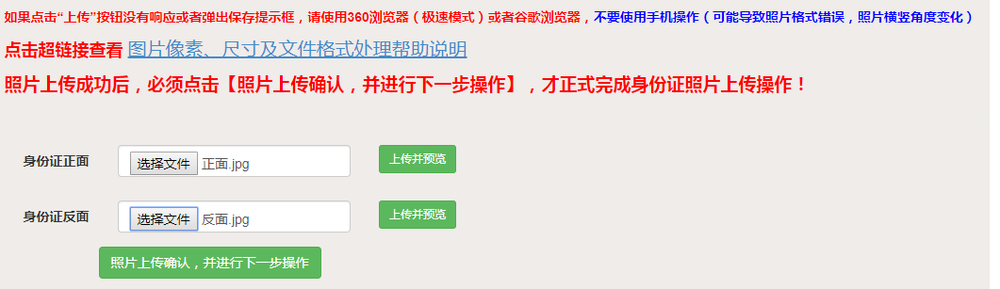 如果点击“上传”按钮没有响应或者弹出保存提示框，请使用360浏览器（极速模式）或者谷歌浏览器，不要使用手机操作（可能导致照片格式错误，照片横竖角度变化）
点击超链接查看 图片像素、尺寸及文件格式处理帮助说明
照片上传成功后，必须点击【照片上传确认，并进行下一步操作】，才正式完成身份证照片上传操作！
身份证正面 选择文件 正面.jpg 上传并预览
身份证反面 选择文件 反面.jpg 上传并预览
照片上传确认，并进行下一步操作